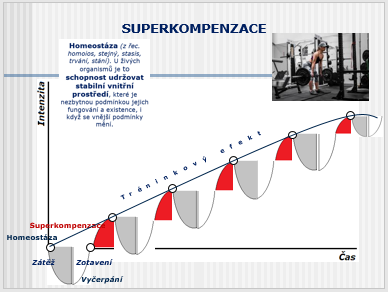 SUPERKOMPENZACE
Homeostáza (z řec.
homoios, stejný, stasis,
trvání, stání), U živých
organismů je to
schopnost udržovat
stabilní vnitřní
prostředí, které je
nezbytnou podmínkou jejich
fungování a existence, i
když se vnější podmínky
mění.
Intenzita
Tréninkový efekt
Superkompenzace
Homeostáza
Zátěž Zotavení
Vyčerpání
Čas